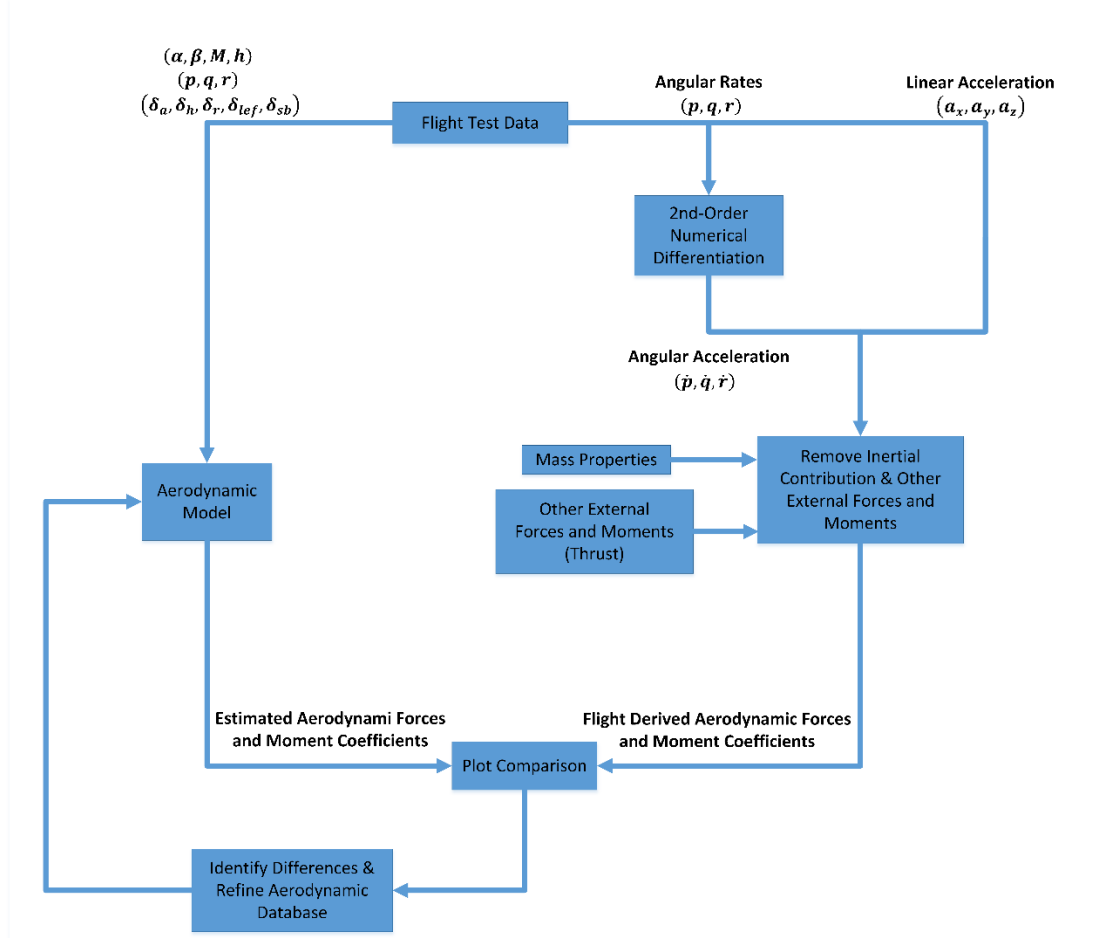 (α, β, M, h)
(p, q, r)
(δₐ, δₕ, δᵣ, δₗₑf, δₛb)
Flight Test Data
Angular Rates
(p, q, r)
Linear Acceleration
(aₓ, a_y, a_z)
2nd-Order
Numerical
Differentiation
Angular Acceleration
(ṗ, q̇, ṙ)
Mass Properties
Other External
Forces and Moments
(Thrust)
Remove Inertial
Contribution & Other
External Forces and
Moments
Aerodynamic
Model
Estimated Aerodynami Forces
and Moment Coefficients
Flight Derived Aerodynamic Forces
and Moment Coefficients
Plot Comparison
Identify Differences &
Refine Aerodynamic
Database